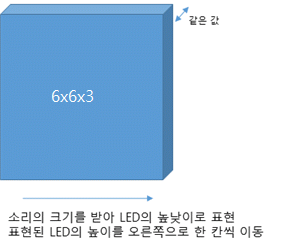 같은 값
6x6x3
소리의 크기를 받아 LED의 높낮이로 표현
표현된 LED의 높이를 오른쪽으로 한 칸씩 이동